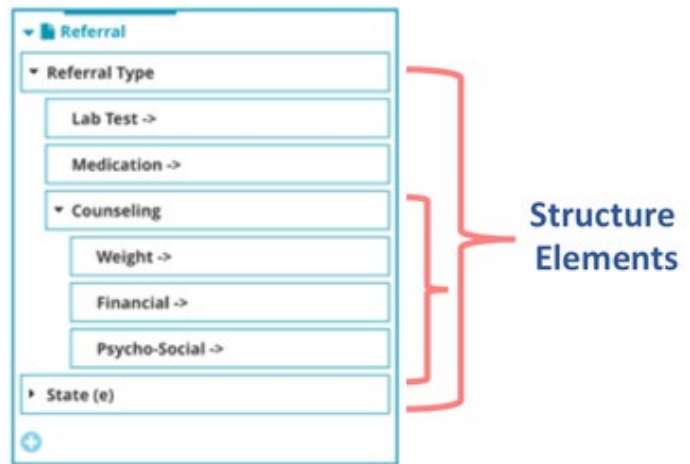 Referral
Referral Type
Lab Test ->
Medication ->
Counseling
Weight ->
Financial ->
Psycho-Social ->
State (e)
Structure
Elements